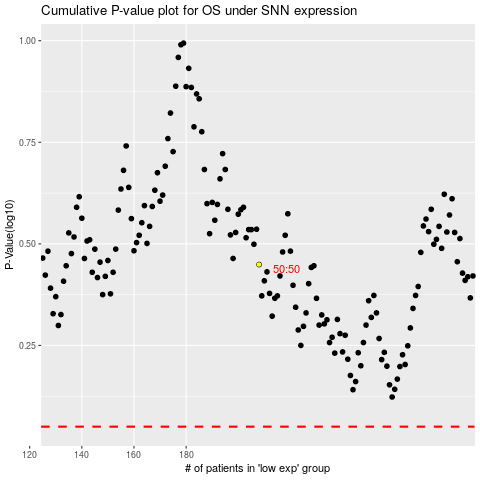 Cumulative P-value plot for OS under SNN expression
P-Value(log10)
1.00
0.75
0.50
0.25
50:50
120 140 160 180
# of patients in 'low exp' group